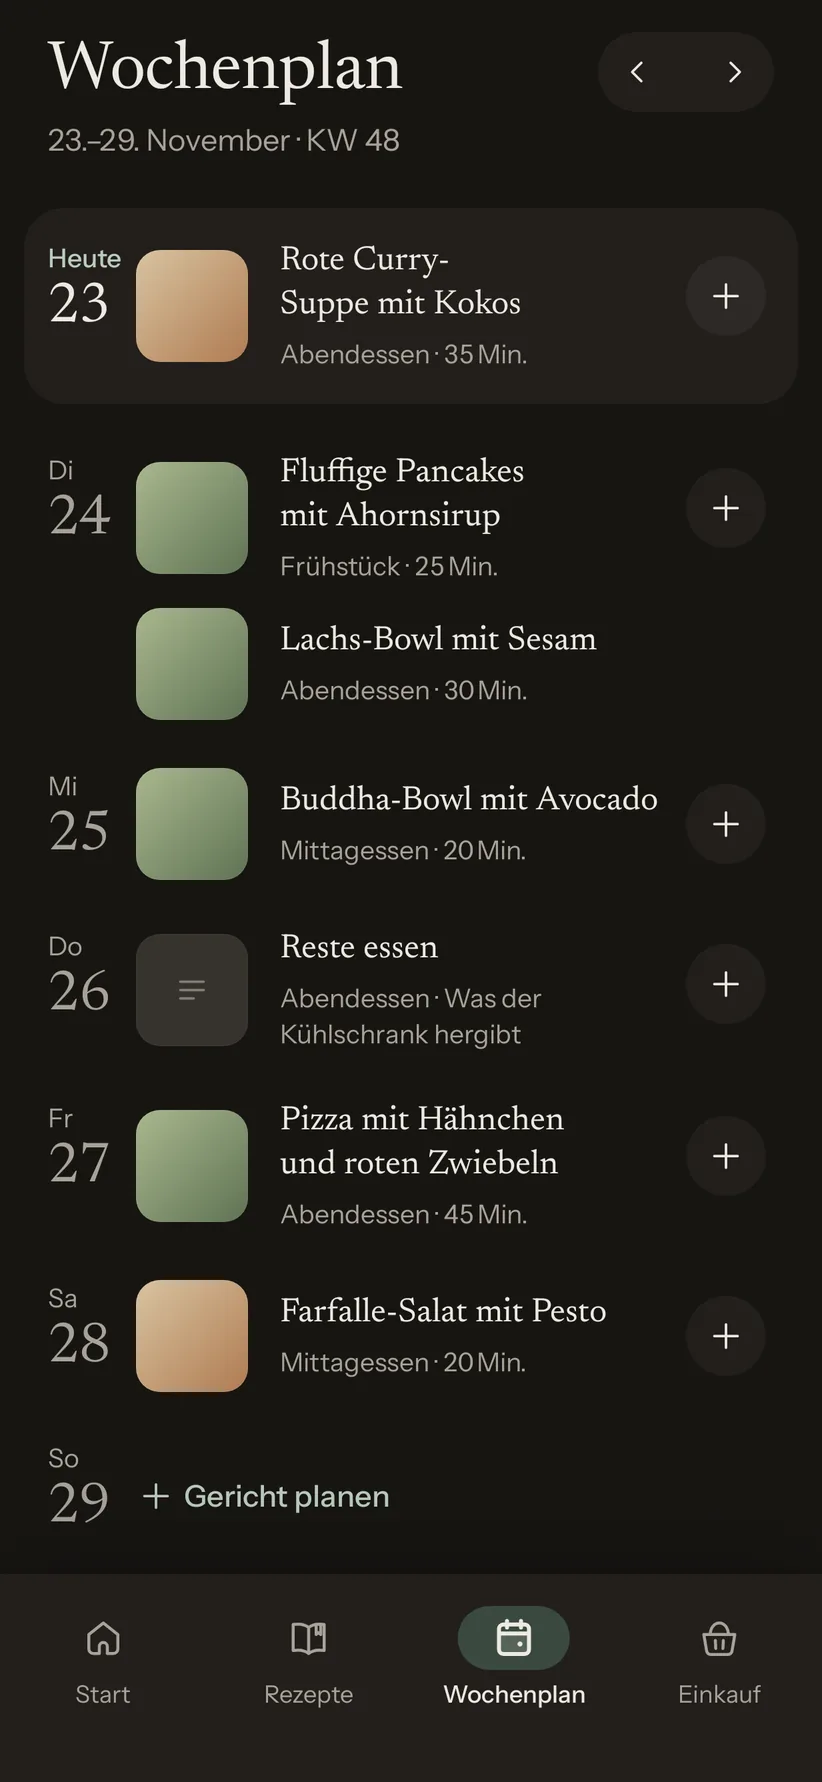 Wochenplan
23.–29. November · KW 48
Heute
23
Rote Curry-
Suppe mit Kokos
Abendessen · 35 Min.
Di
24
Fluffige Pancakes
mit Ahornsirup
Frühstück · 25 Min.
Lachs-Bowl mit Sesam
Abendessen · 30 Min.
Mi
25
Buddha-Bowl mit Avocado
Mittagessen · 20 Min.
Do
26
Reste essen
Abendessen · Was der
Kühlschrank hergibt
Fr
27
Pizza mit Hähnchen
und roten Zwiebeln
Abendessen · 45 Min.
Sa
28
Farfalle-Salat mit Pesto
Mittagessen · 20 Min.
So
29
+ Gericht planen
Start
Rezepte
Wochenplan
Einkauf